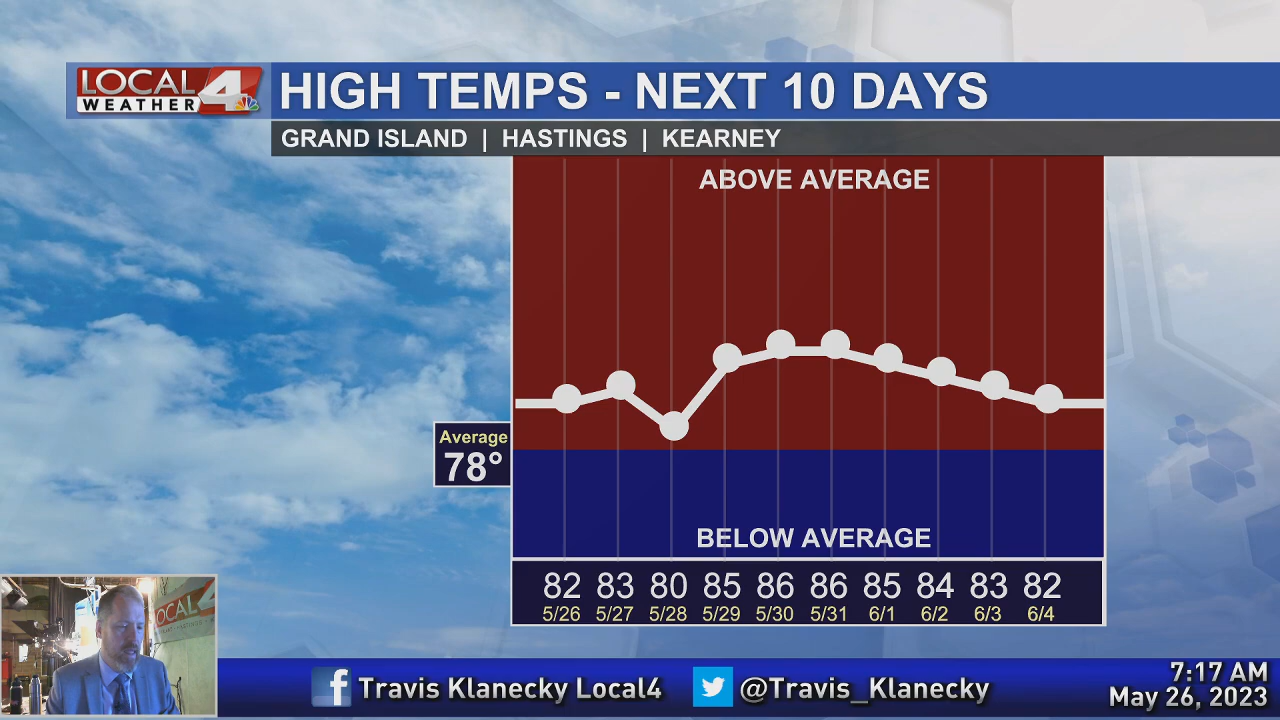 LOCAL 4
WEATHER
HIGH TEMPS - NEXT 10 DAYS
GRAND ISLAND | HASTINGS | KEARNEY
ABOVE AVERAGE
Average
78°
BELOW AVERAGE
82 83 80 85 86 86 85 84 83 82
5/26 5/27 5/28 5/29 5/30 5/31 6/1 6/2 6/3 6/4
LOCAL 4
f Travis Klanecky Local4
@Travis_Klanecky
7:17 AM
May 26, 2023